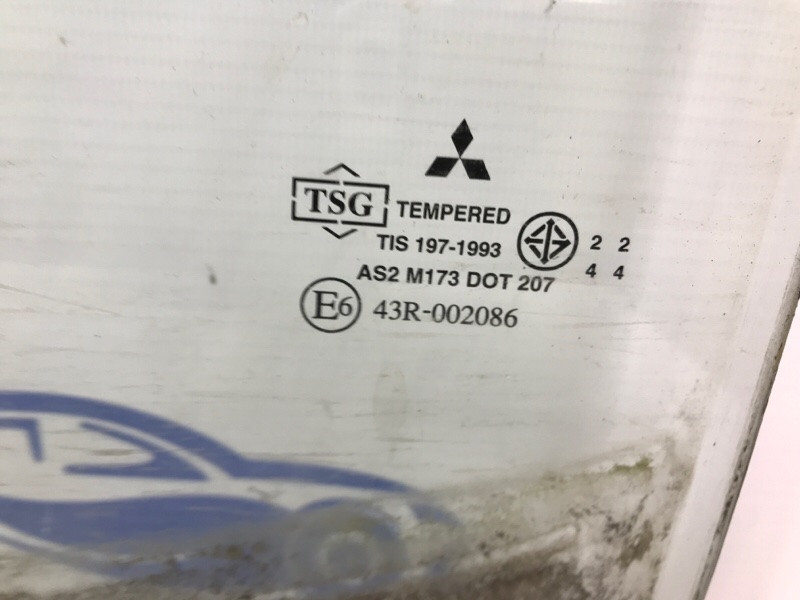 TSG TEMPERED
TIS 197-1993
2 2
4 4
AS2 M173 DOT 207
E6 43R-002086